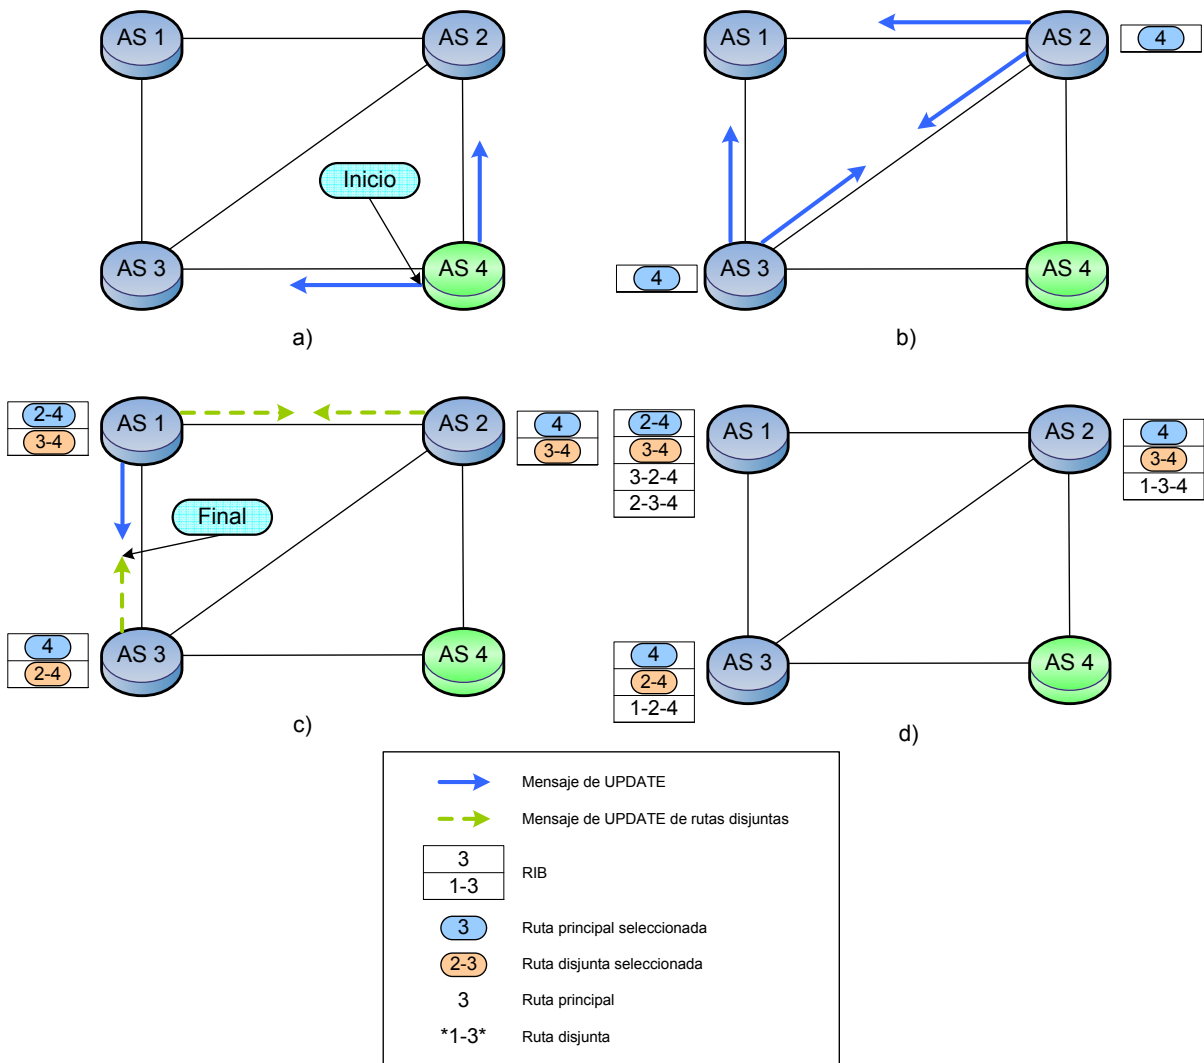 AS 1
AS 2
Inicio
AS 3
AS 4
a)
AS 1
AS 2
4
AS 3
4
AS 4
b)
2-4
3-4
AS 1
AS 2
4
3-4
Final
4
2-4
AS 3
AS 4
c)
2-4
3-4
3-2-4
2-3-4
AS 1
AS 2
4
3-4
1-3-4
4
2-4
1-2-4
AS 3
AS 4
d)
Mensaje de UPDATE
Mensaje de UPDATE de rutas disjuntas
3
1-3
RIB
3
Ruta principal seleccionada
2-3
Ruta disjunta seleccionada
3
Ruta principal
*1-3*
Ruta disjunta